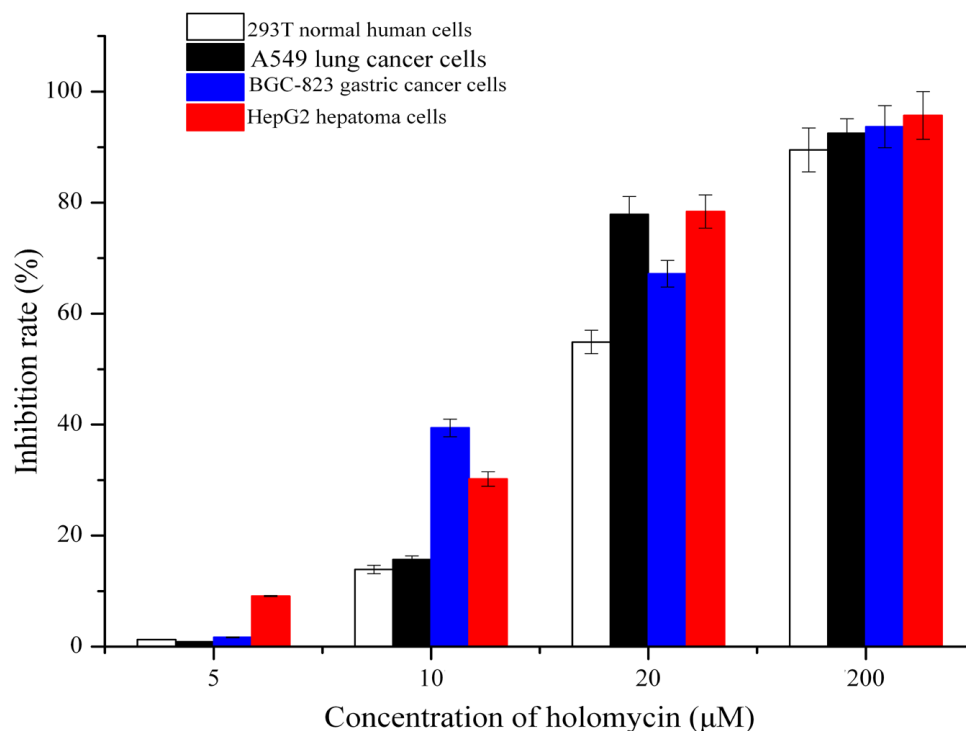 293T normal human cells
A549 lung cancer cells
BGC-823 gastric cancer cells
HepG2 hepatoma cells
100
80
60
40
20
0
Inhibition rate (%)
5 10 20 200
Concentration of holomycin (μM)